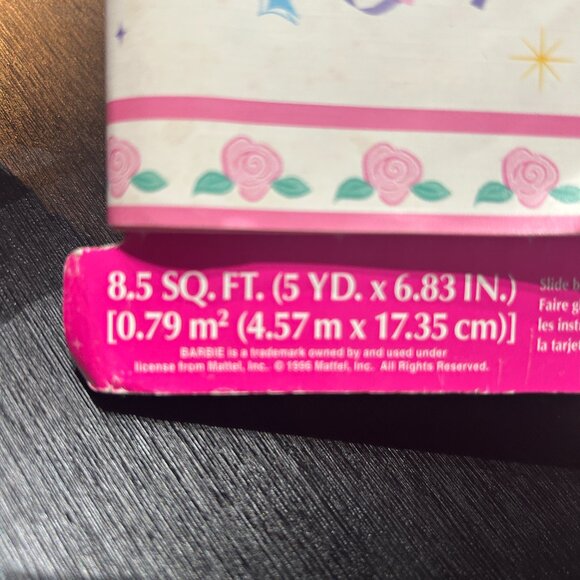 8.5 SQ. FT. (5 YD. x 6.83 IN.)
[0.79 m² (4.57 m x 17.35 cm)]
BARBIE is a trademark owned by and used under
license from Mattel, Inc. © 1996 Mattel, Inc. All Rights Reserved.
Slide b
Faire g
les inst
la tarjet